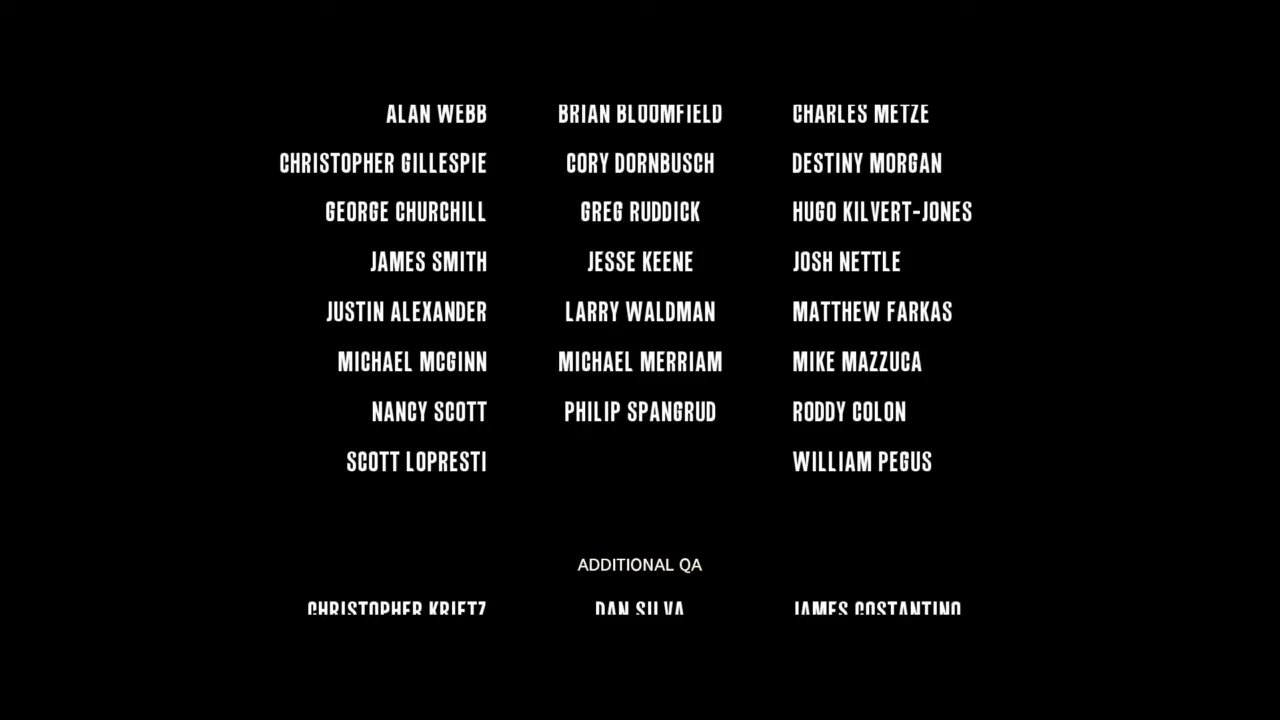 ALAN WEBB BRIAN BLOOMFIELD CHARLES METZE
CHRISTOPHER GILLESPIE CORY DORNBUSCH DESTINY MORGAN
GEORGE CHURCHILL GREG RUDDICK HUGO KILVERT-JONES
JAMES SMITH JESSE KEENE JOSH NETTLE
JUSTIN ALEXANDER LARRY WALDMAN MATTHEW FARKAS
MICHAEL MCGINN MICHAEL MERRIAM MIKE MAZZUCA
NANCY SCOTT PHILIP SPANGRUD RODDY COLON
SCOTT LOPRESTI WILLIAM PEGUS
ADDITIONAL QA
CHRISTOPHER KRIETZ DAN SILVA JAMES COSTANTINO